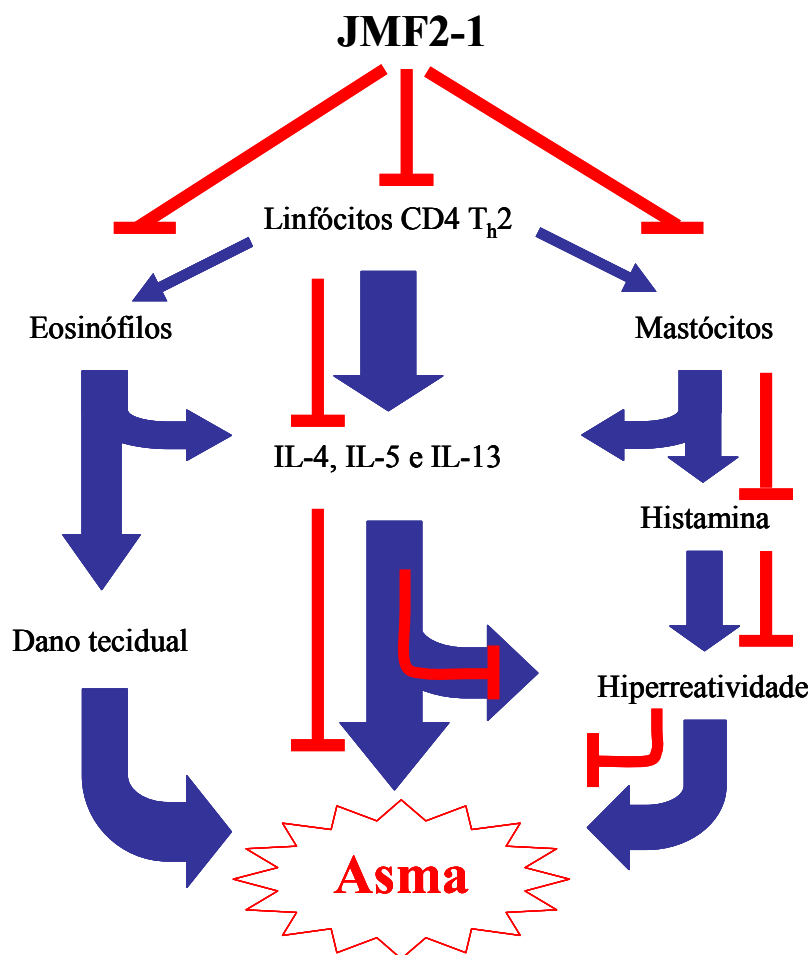 JMF2-1
Linfócitos CD4 Th2
Eosinófilos
Mastócitos
IL-4, IL-5 e IL-13
Histamina
Dano tecidual
Hiperreatividade
Asma